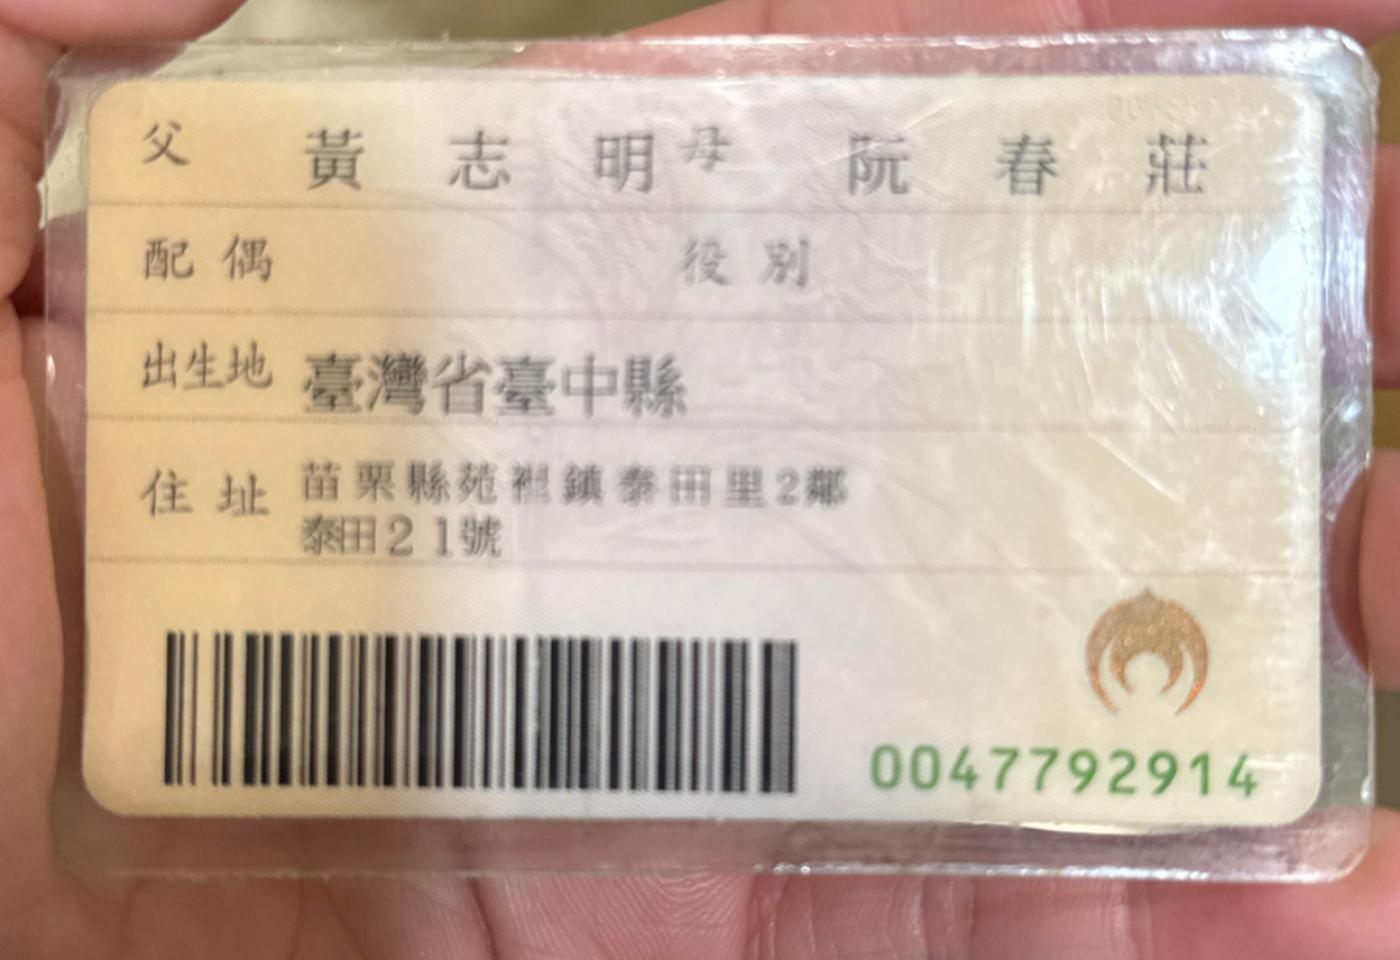 父 黃志明 母 阮春莊
配偶 役別
出生地 臺灣省臺中縣
住址 苗栗縣苑裡鎮泰田里2鄰
泰田21號
0047792914